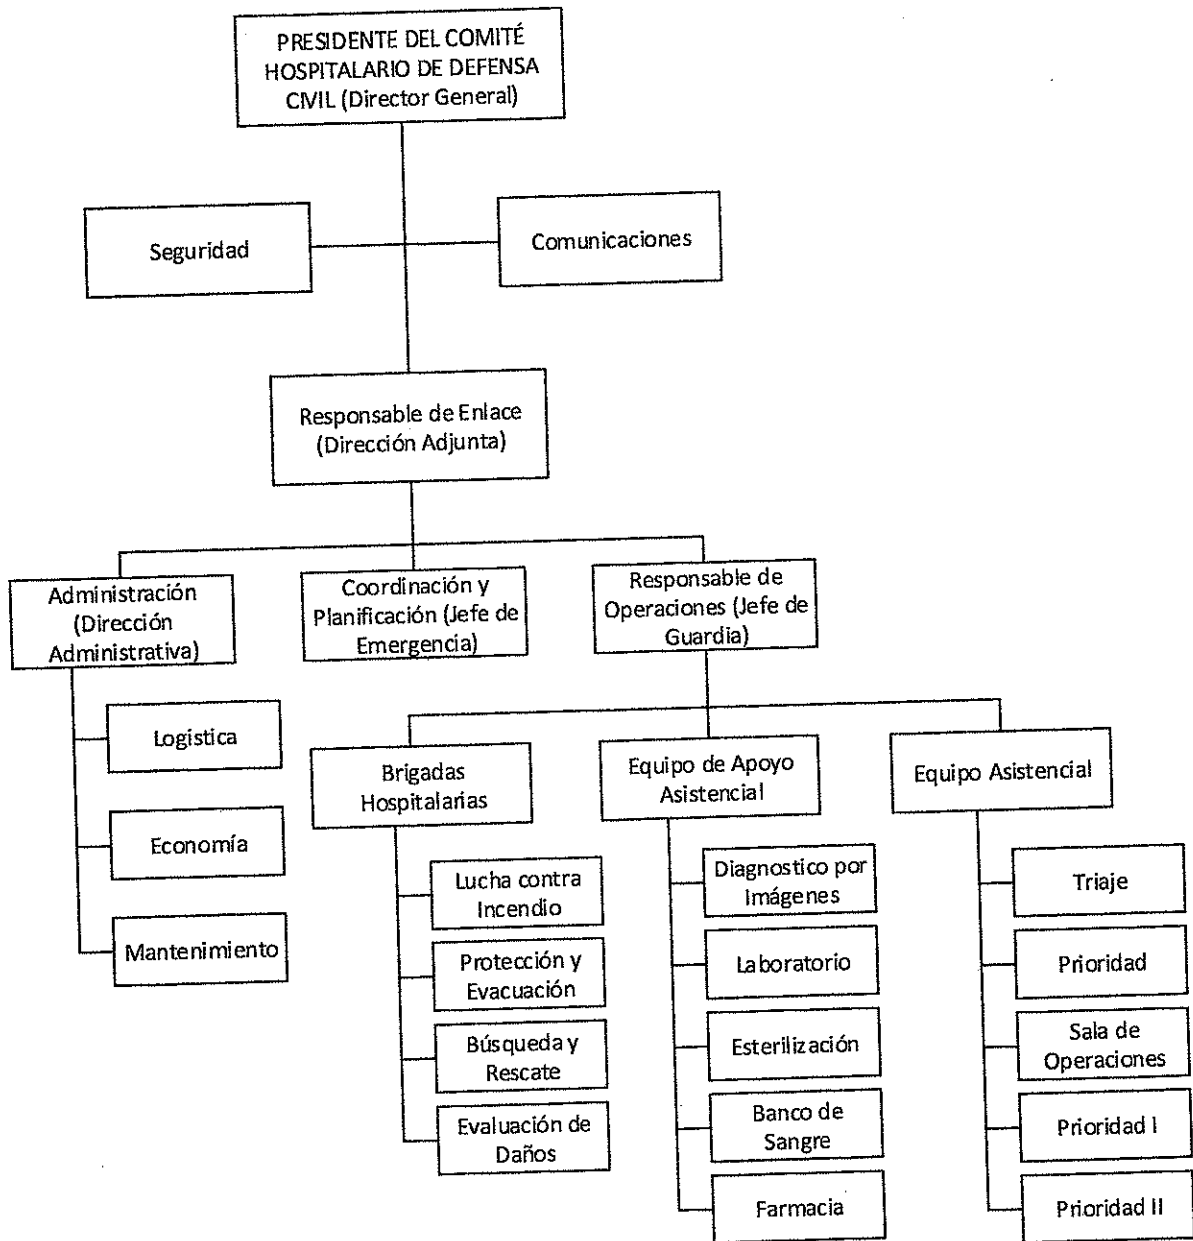 PRESIDENTE DEL COMITÉ
HOSPITALARIO DE DEFENSA
CIVIL (Director General)
Seguridad
Comunicaciones
Responsable de Enlace
(Dirección Adjunta)
Administración
(Dirección
Administrativa)
Coordinación y
Planificación (Jefe de
Emergencia)
Responsable de
Operaciones (Jefe de
Guardia)
Logistica
Economía
Mantenimiento
Brigadas
Hospitalarias
Lucha contra
Incendio
Protección y
Evacuación
Búsqueda y
Rescate
Evaluación de
Daños
Equipo de Apoyo
Asistencial
Diagnostico por
Imágenes
Laboratorio
Esterilización
Banco de
Sangre
Farmacia
Equipo Asistencial
Triaje
Prioridad
Sala de
Operaciones
Prioridad I
Prioridad II